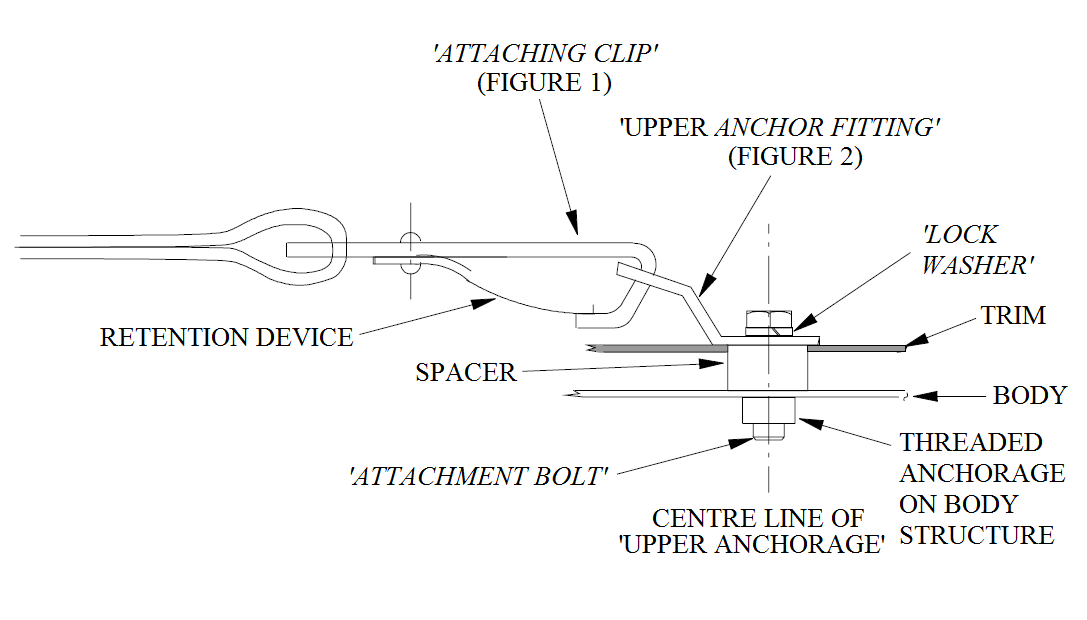 'ATTACHING CLIP'
(FIGURE 1)
'UPPER ANCHOR FITTING'
(FIGURE 2)
'LOCK
WASHER'
TRIM
RETENTION DEVICE
SPACER
BODY
THREADED
ANCHORAGE
ON BODY
STRUCTURE
'ATTACHMENT BOLT'
CENTRE LINE OF
'UPPER ANCHORAGE'